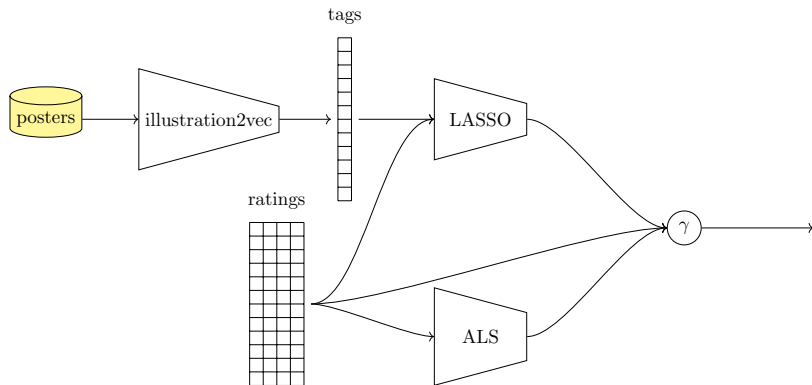 tags
posters
illustration2vec
LASSO
ratings
γ
ALS